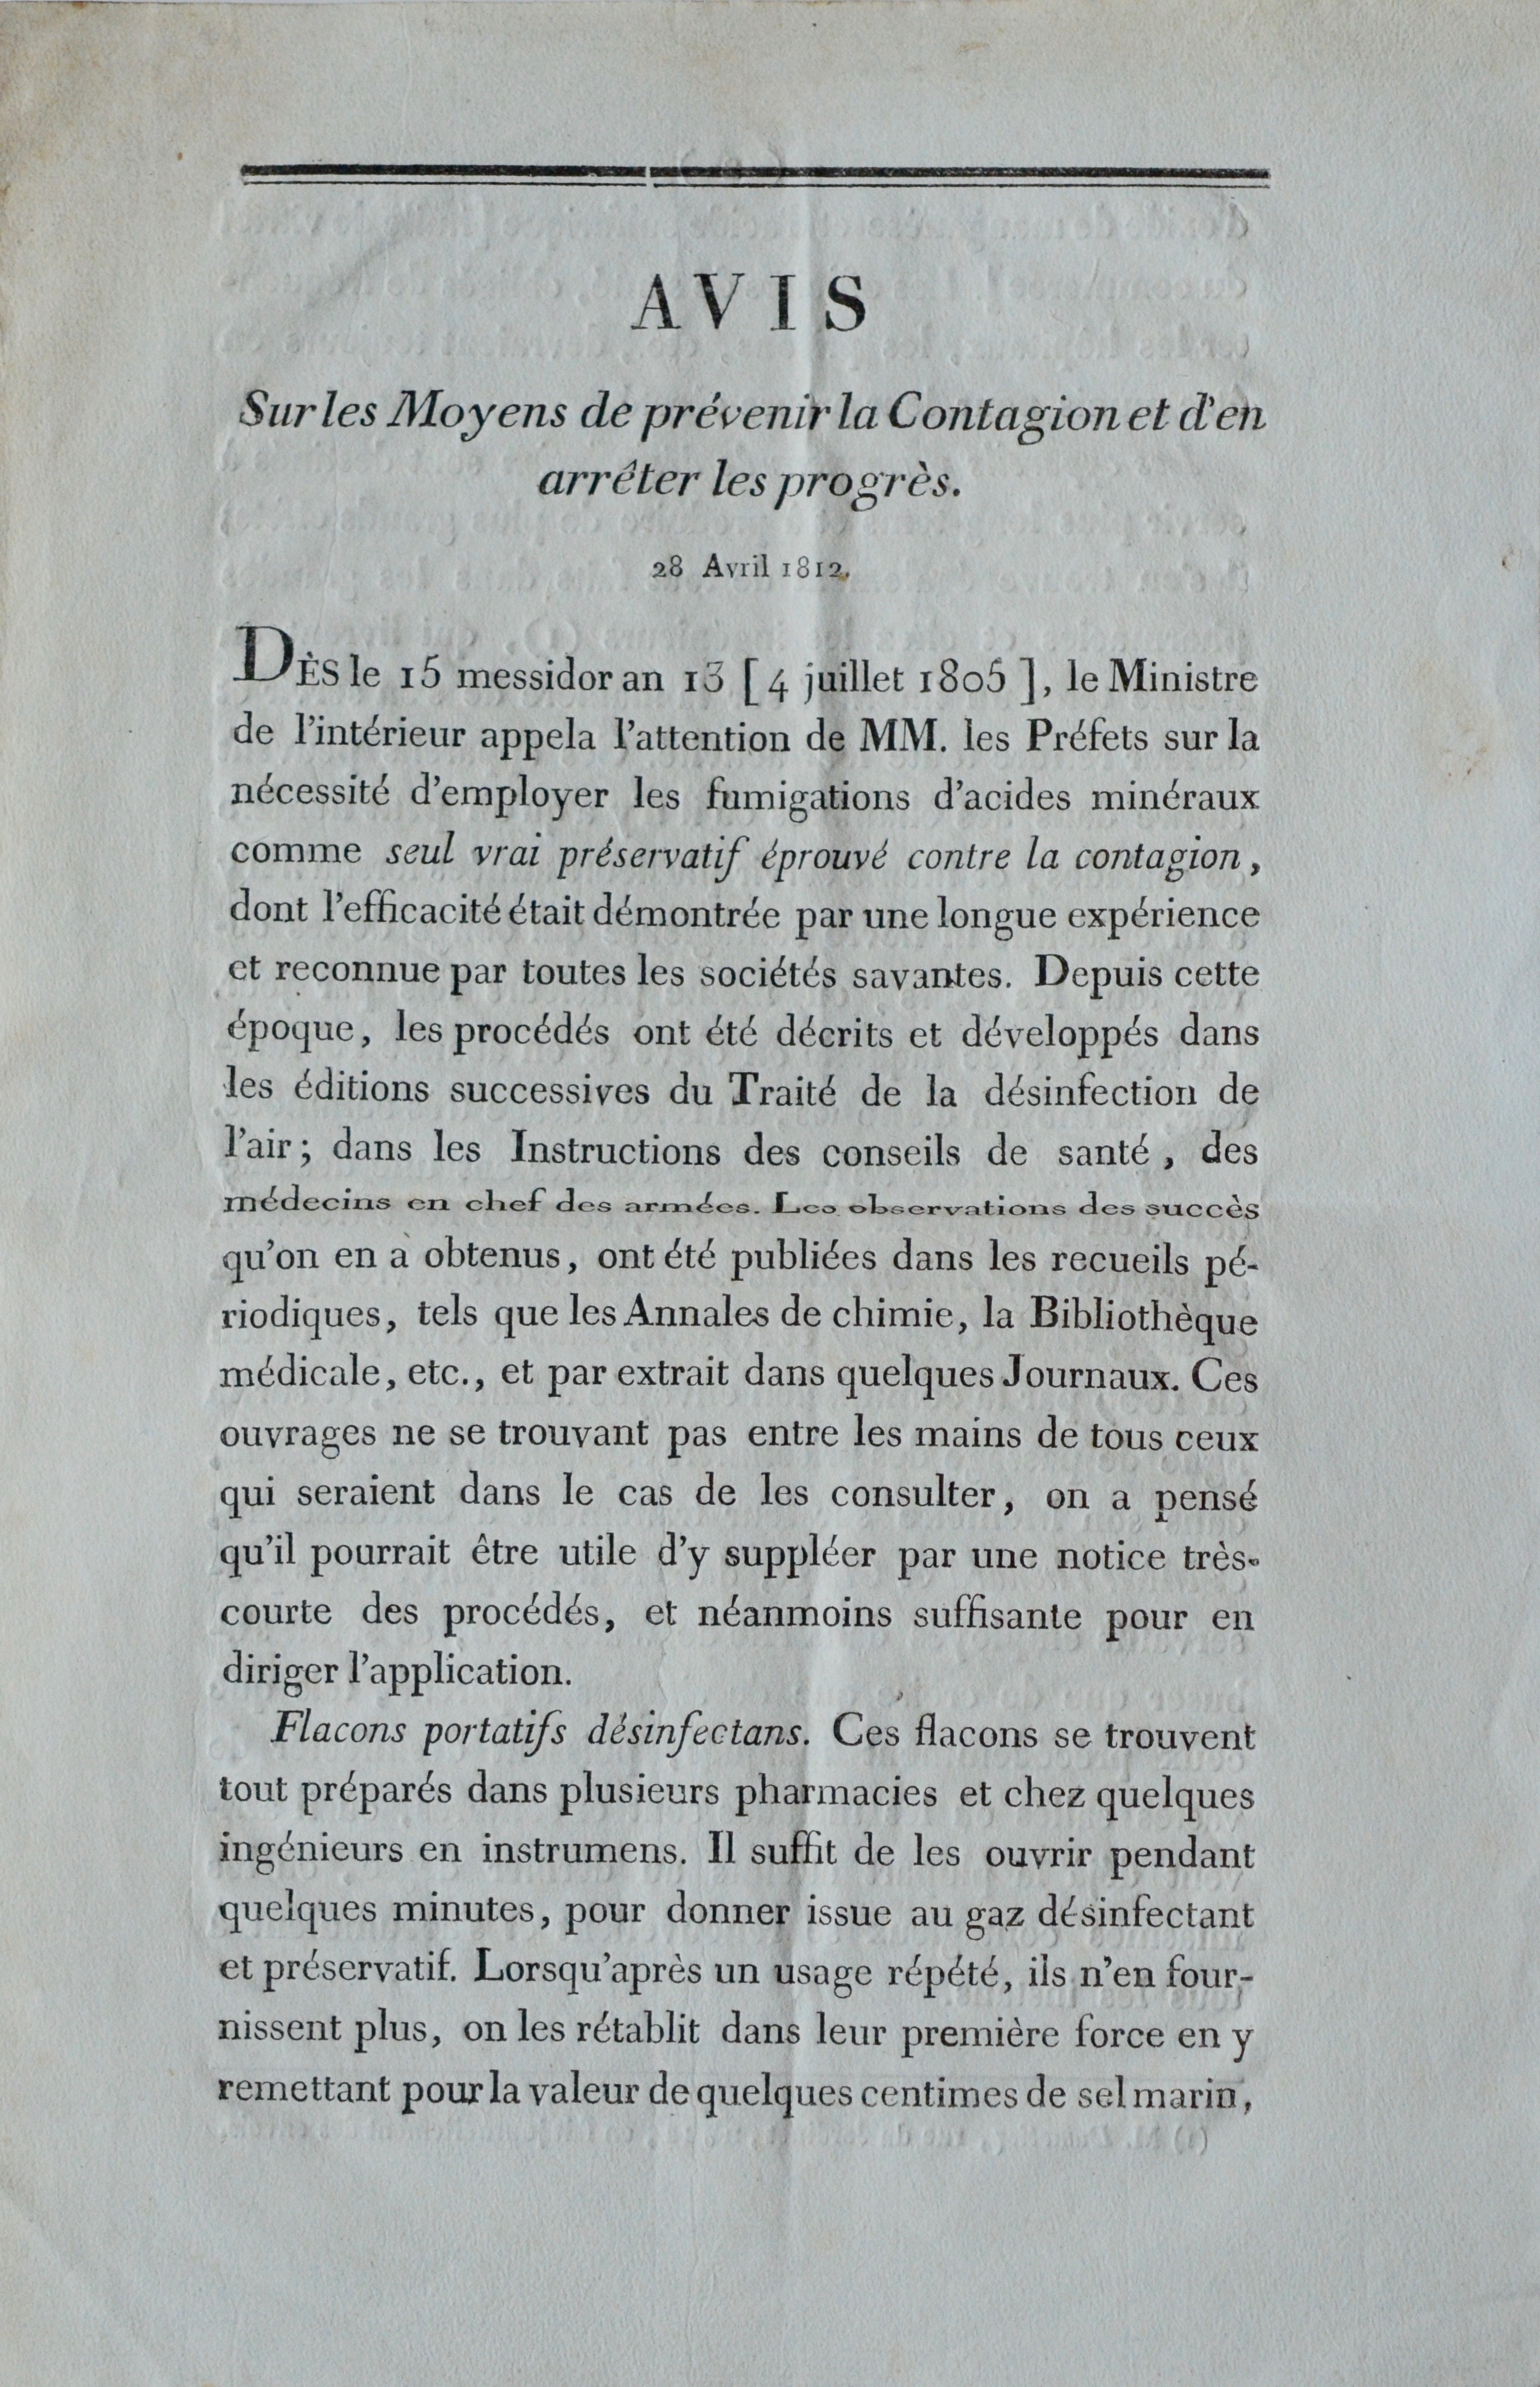 AVIS
Sur les Moyens de prévenir la Contagion et d'en
arrêter les progrès.
28 Avril 1812.
DÈS le 15 messidor an 13 [ 4 juillet 1805 ], le Ministre
de l'intérieur appela l'attention de MM. les Préfets sur la
nécessité d'employer les fumigations d'acides minéraux
comme seul vrai préservatif éprouvé contre la contagion,
dont l'efficacité était démontrée par une longue expérience
et reconnue par toutes les sociétés savantes. Depuis cette
époque, les procédés ont été décrits et développés dans
les éditions successives du Traité de la désinfection de
l'air; dans les Instructions des conseils de santé, des
médecins en chef des armées. Les observations des succès
qu'on en a obtenus, ont été publiées dans les recueils pé-
riodiques, tels que les Annales de chimie, la Bibliothèque
médicale, etc., et par extrait dans quelques Journaux. Ces
ouvrages ne se trouvant pas entre les mains de tous ceux
qui seraient dans le cas de les consulter, on a pensé
qu'il pourrait être utile d'y suppléer par une notice très-
courte des procédés, et néanmoins suffisante pour en
diriger l'application.
Flacons portatifs désinfectans. Ces flacons se trouvent
tout préparés dans plusieurs pharmacies et chez quelques
ingénieurs en instrumens. Il suffit de les ouvrir pendant
quelques minutes, pour donner issue au gaz désinfectant
et préservatif. Lorsqu'après un usage répété, ils n'en four-
nissent plus, on les rétablit dans leur première force en y
remettant pour la valeur de quelques centimes de sel marin,